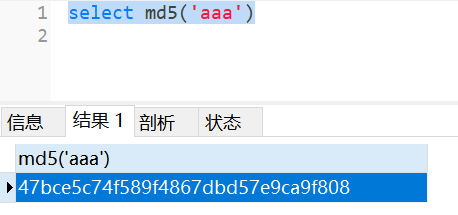 1 select md5('aaa')
2
信息 结果 1 剖析 状态
md5('aaa')
47bce5c74f589f4867dbd57e9ca9f808